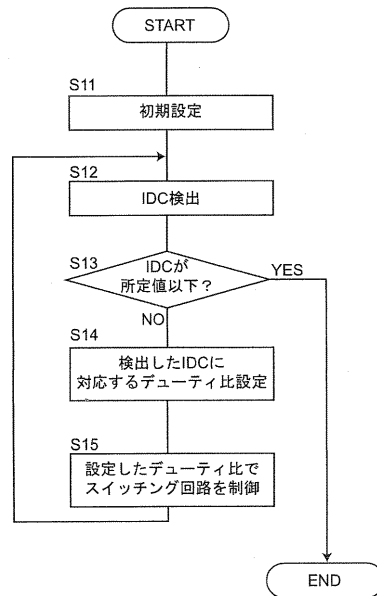 START
S11
初期設定
S12
IDC検出
S13
IDCが
所定値以下？
YES
NO
S14
検出したIDCに
対応するデューティ比設定
S15
設定したデューティ比で
スイッチング回路を制御
END